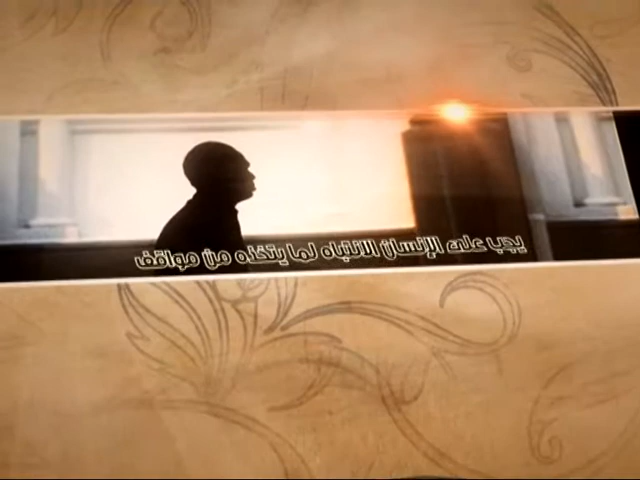 يجب على الإنسان الانتباه لما يتخذه من مواقف